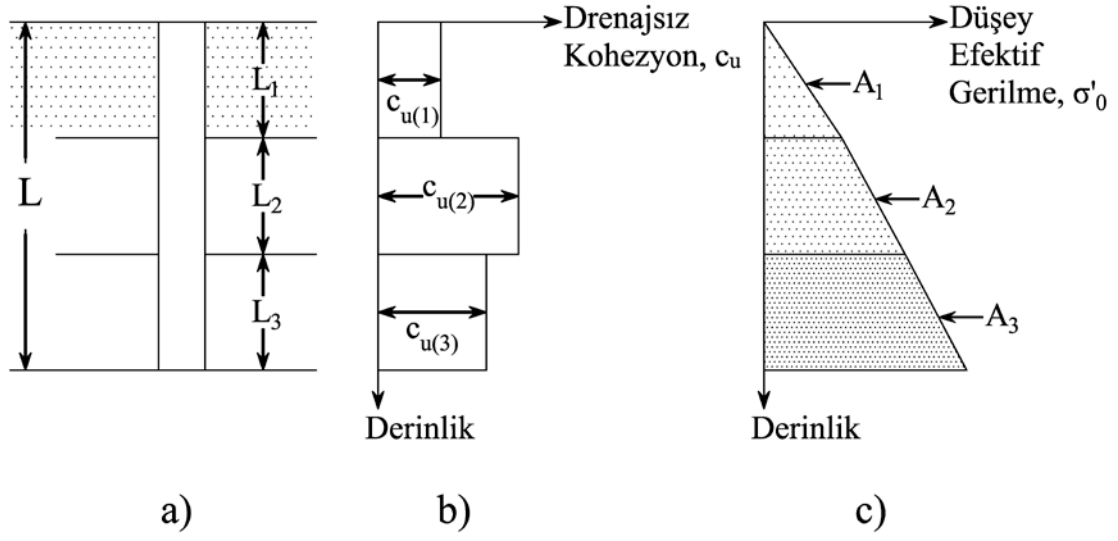 L
L1
L2
L3
a)
Drenajsız
Kohezyon, cu
cu(1)
cu(2)
cu(3)
Derinlik
b)
Düşey
Efektif
Gerilme, σ'0
A1
A2
A3
Derinlik
c)